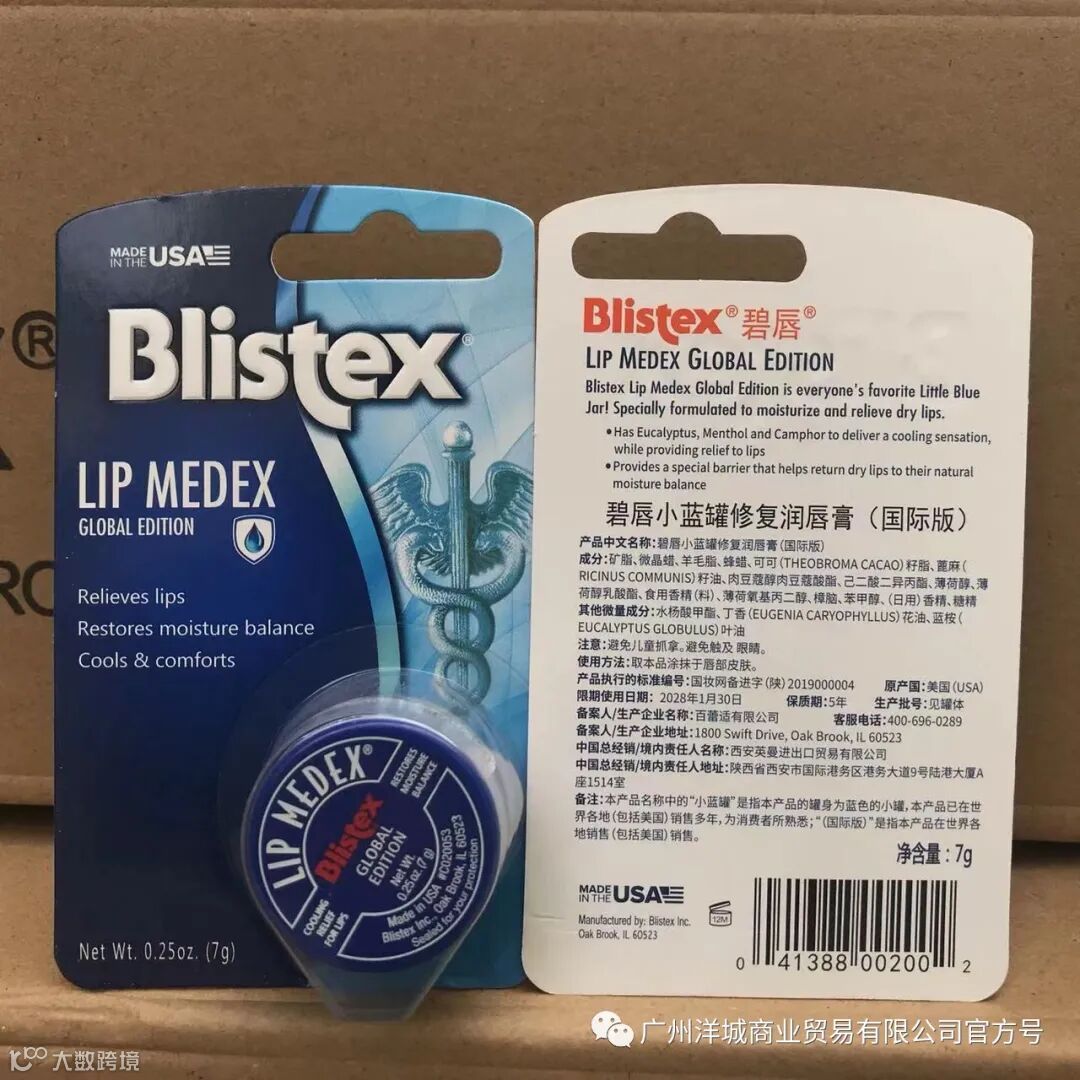 MADE
IN THE USA
Blistex®
LIP MEDEX
GLOBAL EDITION
Relieves lips
Restores moisture balance
Cools & comforts
LIP MEDEX®
RESTORES
MOISTURE
BALANCE
Blistex
GLOBAL
EDITION
Net Wt.
0.25oz. (7 g)
COOLING
RELIEF
FOR LIPS
Made in USA #C020053
Blistex Inc., Oak Brook, IL 60523
Sealed for your protection
Net Wt. 0.25oz. (7g)
Blistex® 碧唇®
LIP MEDEX GLOBAL EDITION
Blistex Lip Medex Global Edition is everyone's favorite Little Blue
Jar! Specially formulated to moisturize and relieve dry lips.
•Has Eucalyptus, Menthol and Camphor to deliver a cooling sensation,
while providing relief to lips
•Provides a special barrier that helps return dry lips to their natural
moisture balance
碧唇小蓝罐修复润唇膏（国际版）
产品中文名称：碧唇小蓝罐修复润唇膏（国际版）
成分：矿脂、微晶蜡、羊毛脂、蜂蜡、可可（THEOBROMA CACAO）籽脂、蓖麻（
RICINUS COMMUNIS）籽油、肉豆蔻醇肉豆蔻酸酯、己二酸二异丙酯、薄荷醇、薄
荷醇乳酸酯、食用香精（料）、薄荷氧基丙二醇、樟脑、苯甲醇、（日用）香精、糖精
其他微量成分：水杨酸甲酯、丁香（EUGENIA CARYOPHYLLUS）花油、蓝桉（
EUCALYPTUS GLOBULUS）叶油
注意：避免儿童抓拿。避免触及 眼睛。
使用方法：取本品涂抹于唇部皮肤。
产品执行的标准编号：国妆网备进字（陕）2019000004 原产国：美国（USA）
限期使用日期：2028年1月30日 保质期：5年 生产批号：见罐体
备案人/生产企业名称：百蕾适有限公司 客服电话：400-696-0289
备案人/生产企业地址：1800 Swift Drive, Oak Brook, IL 60523
中国总经销/境内责任人名称：西安英曼进出口贸易有限公司
中国总经销/境内责任人地址：陕西省西安市国际港务区港务大道9号陆港大厦A
座1514室
备注：本产品名称中的“小蓝罐”是指本产品的罐身为蓝色的小罐，本产品已在世
界各地（包括美国）销售多年，为消费者所熟悉；“（国际版）”是指本产品在世界各
地销售（包括美国）销售。
净含量：7g
MADE
IN THE USA
Manufactured by: Blistex Inc.
Oak Brook, IL 60523
12M
0 41388 00200 2
广州洋城商业贸易有限公司官方号
大数跨境